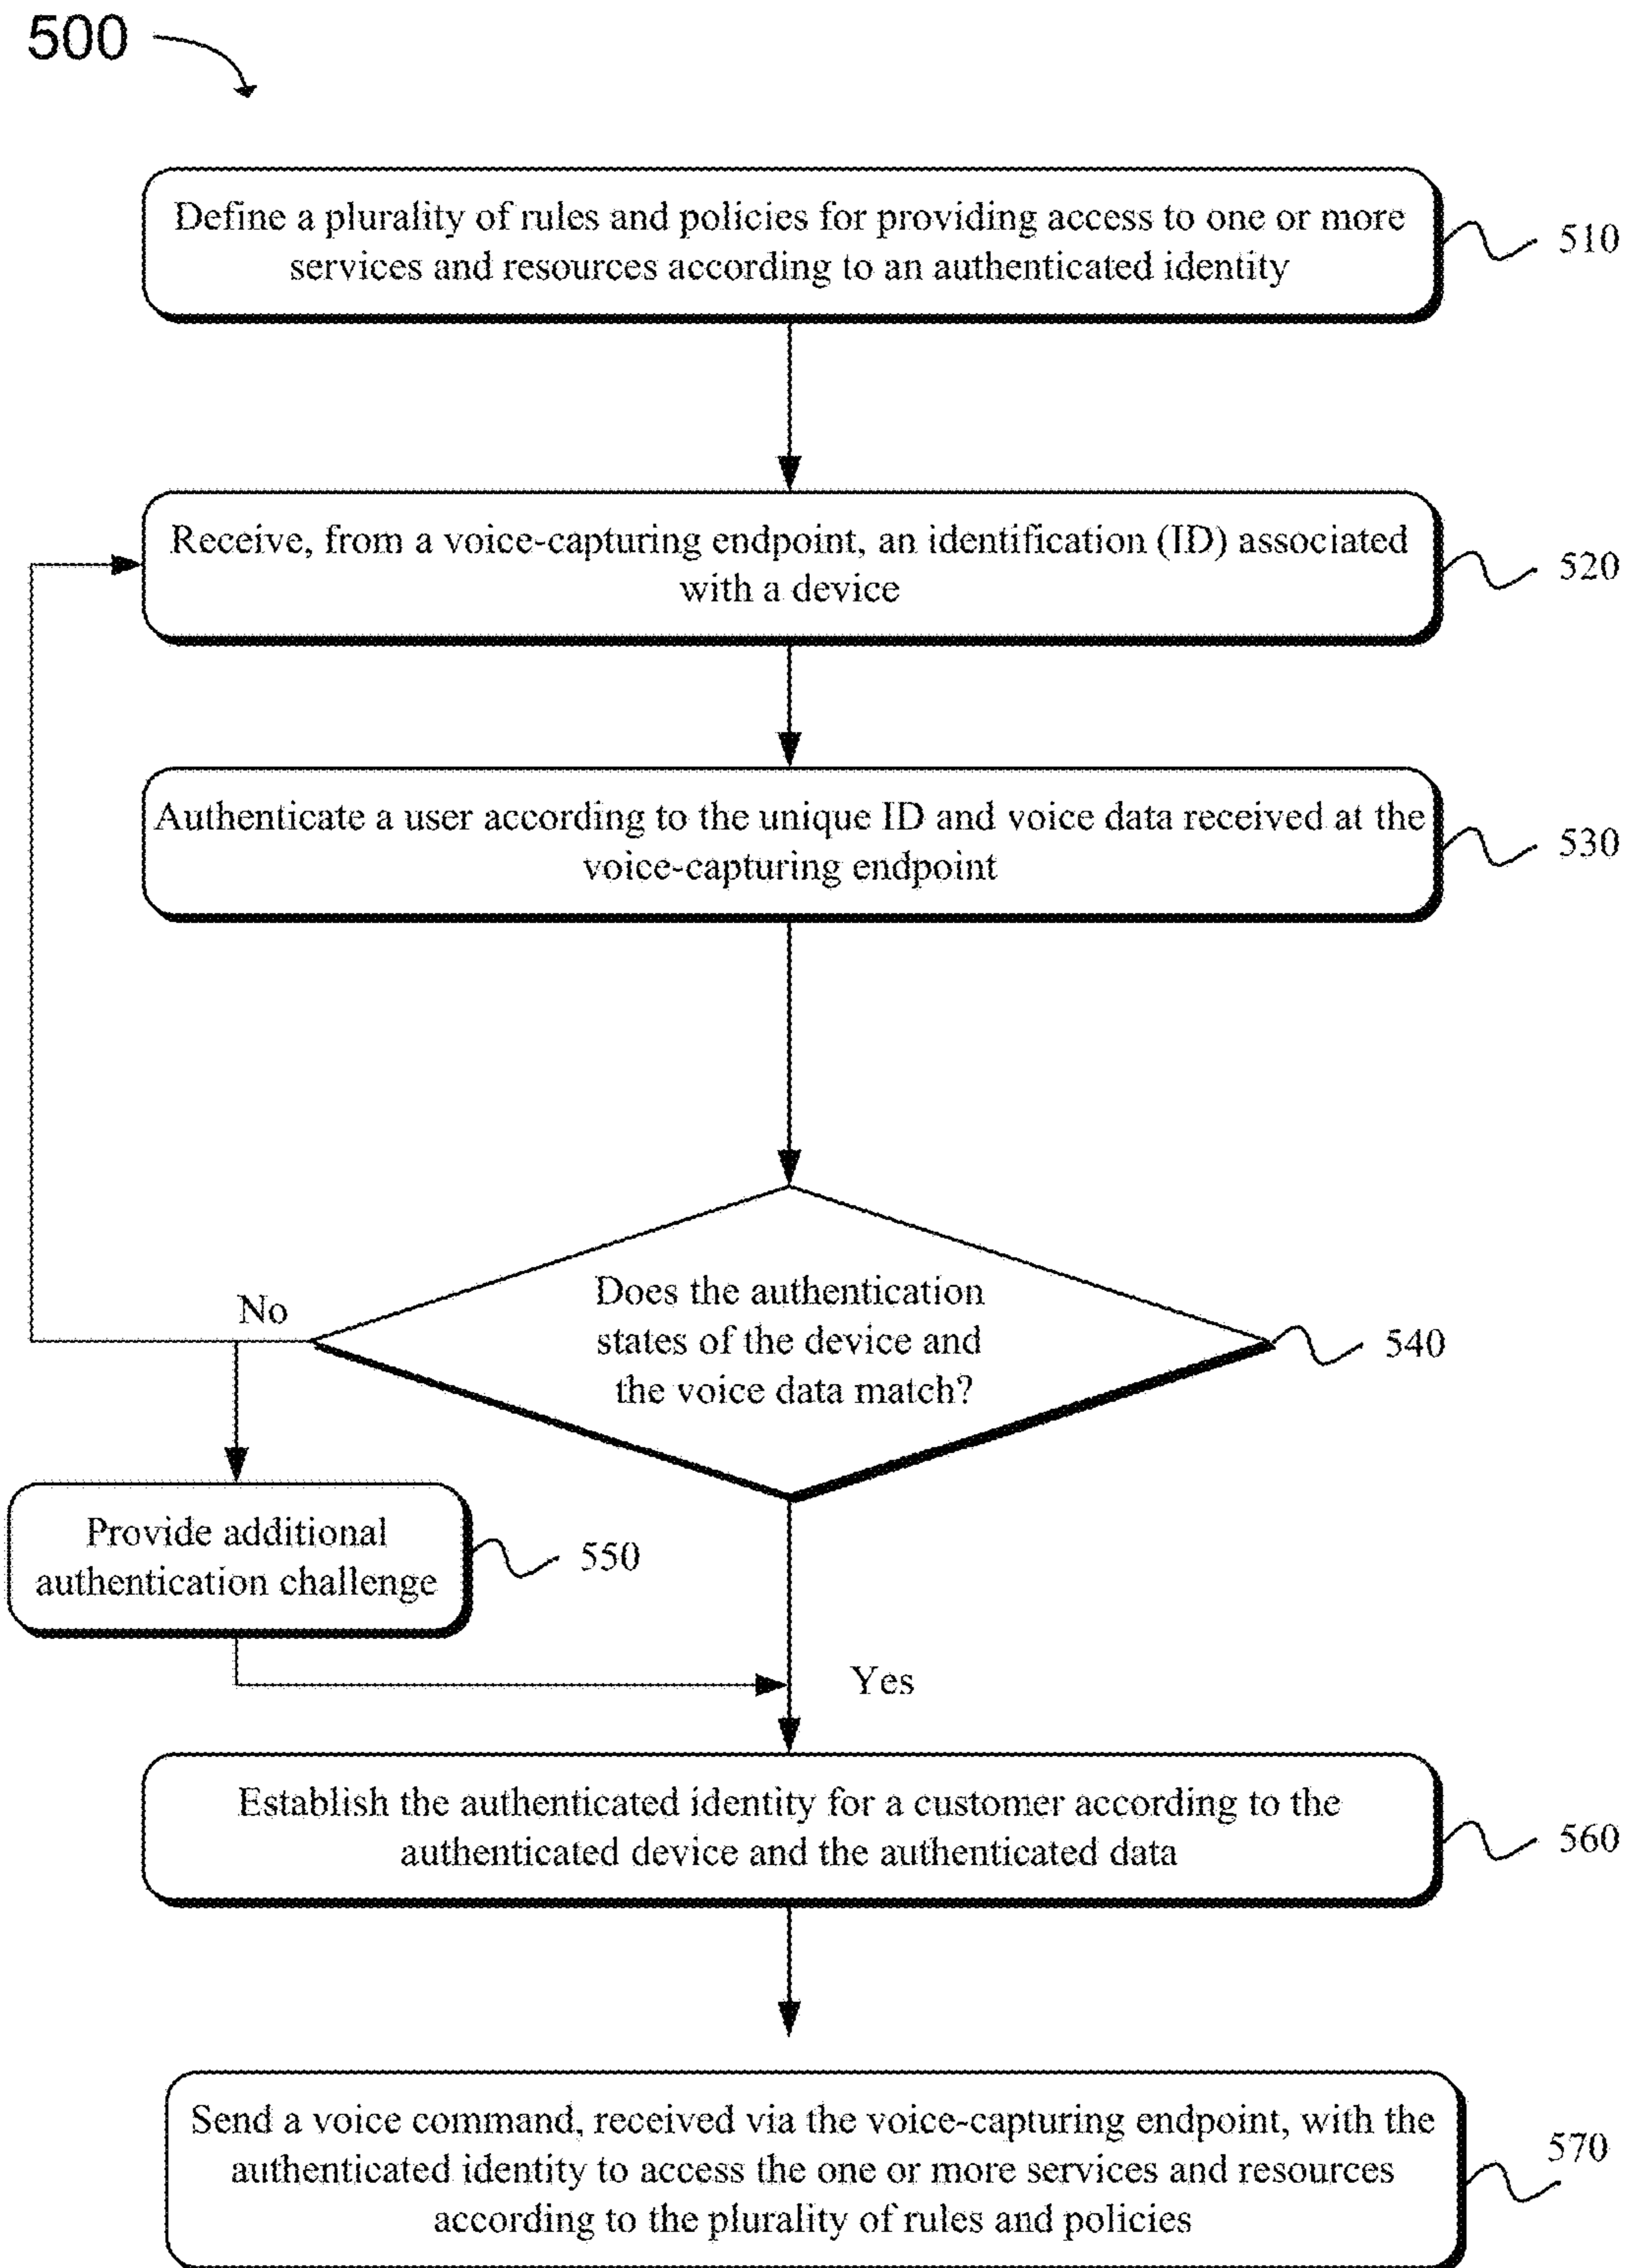 500
Define a plurality of rules and policies for providing access to one or more
services and resources according to an authenticated identity
510
Receive, from a voice-capturing endpoint, an identification (ID) associated
with a device
520
Authenticate a user according to the unique ID and voice data received at the
voice-capturing endpoint
530
Does the authentication
states of the device and
the voice data match?
540
No
Provide additional
authentication challenge
550
Yes
Establish the authenticated identity for a customer according to the
authenticated device and the authenticated data
560
Send a voice command, received via the voice-capturing endpoint, with the
authenticated identity to access the one or more services and resources
according to the plurality of rules and policies
570